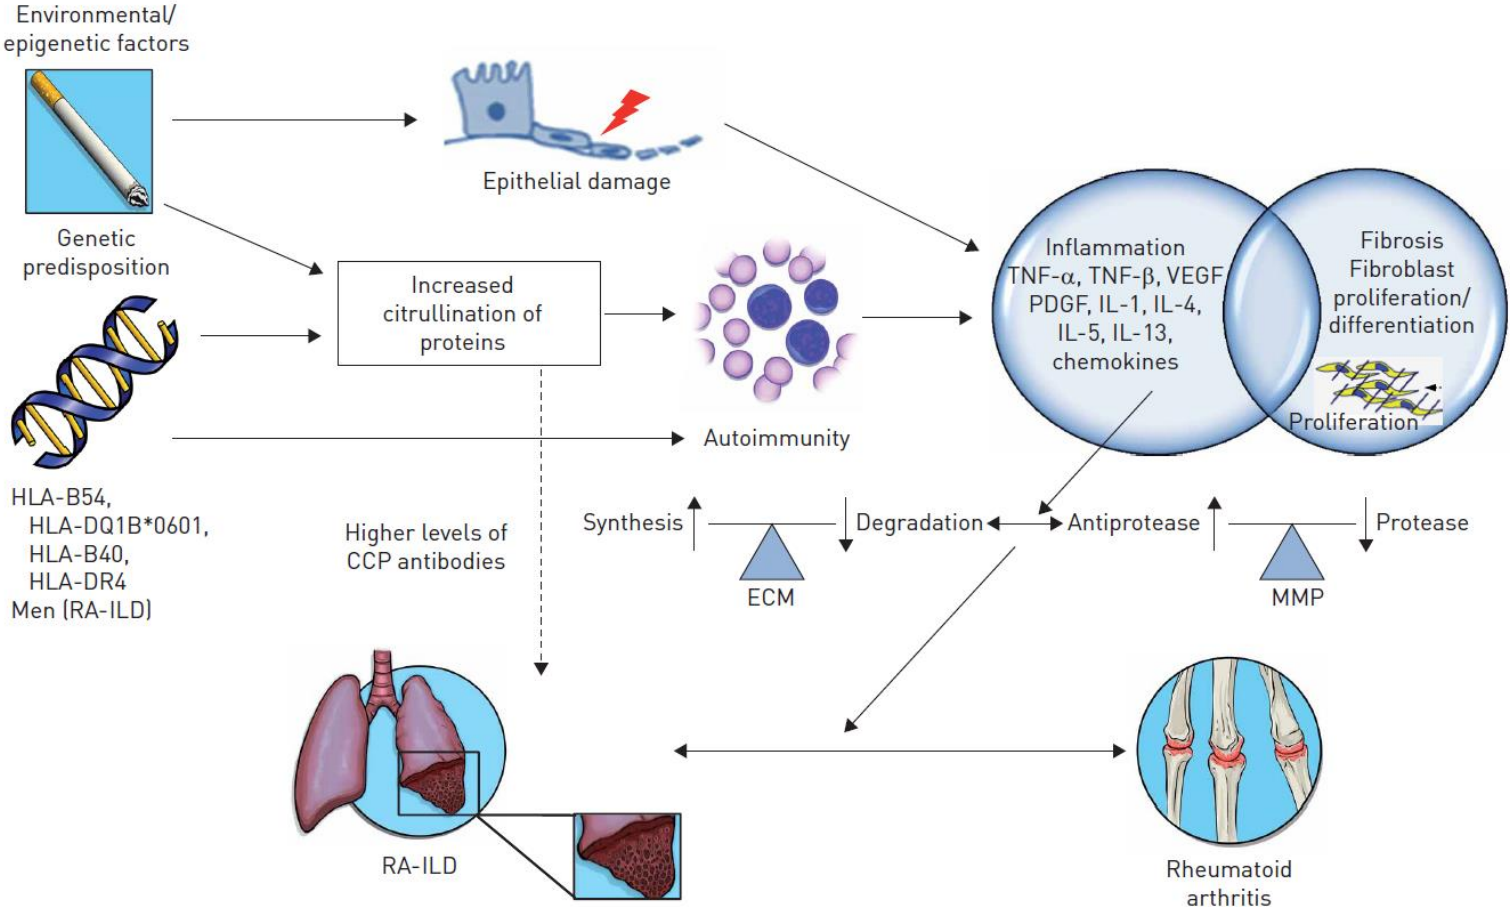 Environmental/
epigenetic factors
Epithelial damage
Genetic
predisposition
Increased
citrullination of
proteins
Autoimmunity
Inflammation
TNF-α, TNF-β, VEGF
PDGF, IL-1, IL-4,
IL-5, IL-13,
chemokines
Fibrosis
Fibroblast
proliferation/
differentiation
Proliferation
HLA-B54,
HLA-DQ1B*0601,
HLA-B40,
HLA-DR4
Men (RA-ILD)
Higher levels of
CCP antibodies
Synthesis
Degradation
Antiprotease
Protease
ECM
MMP
RA-ILD
Rheumatoid
arthritis